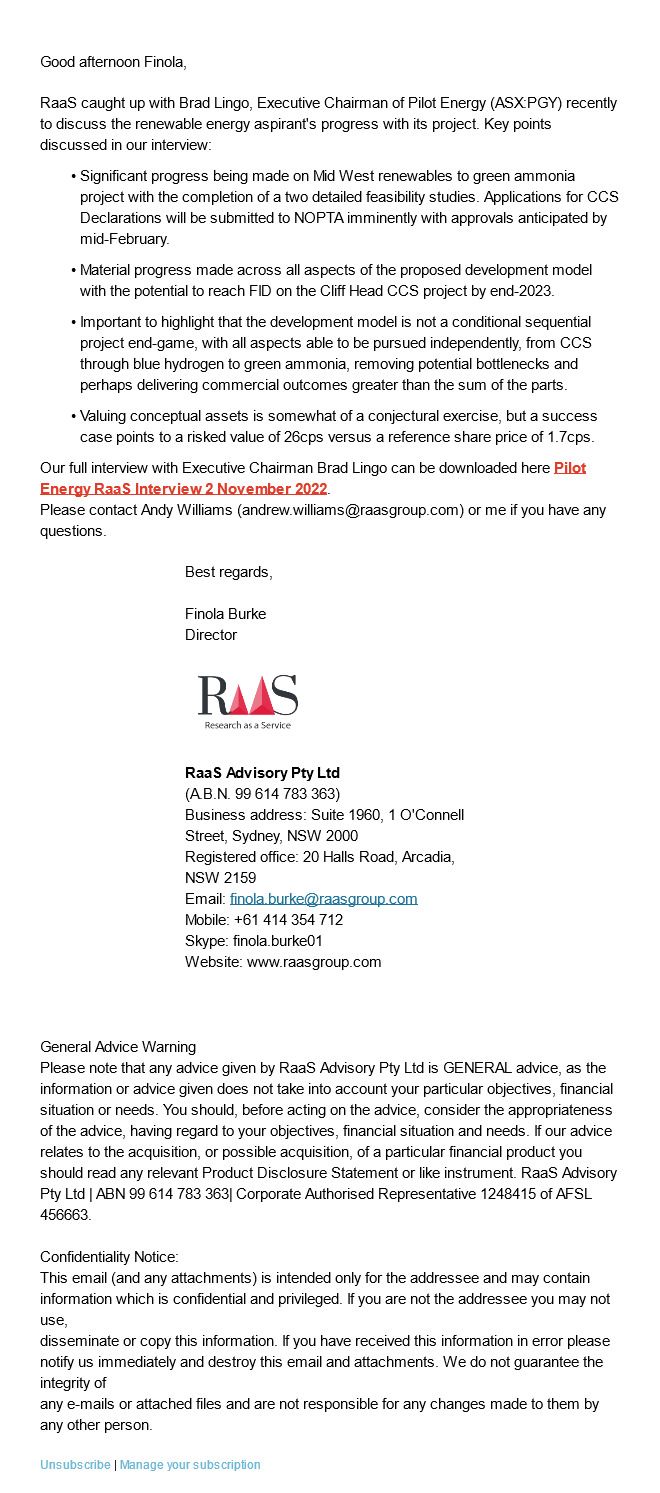 Good afternoon Finola,
RaaS caught up with Brad Lingo, Executive Chairman of Pilot Energy (ASX:PGY) recently
to discuss the renewable energy aspirant's progress with its project. Key points
discussed in our interview:
• Significant progress being made on Mid West renewables to green ammonia
project with the completion of a two detailed feasibility studies. Applications for CCS
Declarations will be submitted to NOPTA imminently with approvals anticipated by
mid-February.
• Material progress made across all aspects of the proposed development model
with the potential to reach FID on the Cliff Head CCS project by end-2023.
• Important to highlight that the development model is not a conditional sequential
project end-game, with all aspects able to be pursued independently, from CCS
through blue hydrogen to green ammonia, removing potential bottlenecks and
perhaps delivering commercial outcomes greater than the sum of the parts.
• Valuing conceptual assets is somewhat of a conjectural exercise, but a success
case points to a risked value of 26cps versus a reference share price of 1.7cps.
Our full interview with Executive Chairman Brad Lingo can be downloaded here Pilot
Energy RaaS Interview 2 November 2022.
Please contact Andy Williams (andrew.williams@raasgroup.com) or me if you have any
questions.
Best regards,
Finola Burke
Director
RAAS
Research as a Service
RaaS Advisory Pty Ltd
(A.B.N. 99 614 783 363)
Business address: Suite 1960, 1 O'Connell
Street, Sydney, NSW 2000
Registered office: 20 Halls Road, Arcadia,
NSW 2159
Email: finola.burke@raasgroup.com
Mobile: +61 414 354 712
Skype: finola.burke01
Website: www.raasgroup.com
General Advice Warning
Please note that any advice given by RaaS Advisory Pty Ltd is GENERAL advice, as the
information or advice given does not take into account your particular objectives, financial
situation or needs. You should, before acting on the advice, consider the appropriateness
of the advice, having regard to your objectives, financial situation and needs. If our advice
relates to the acquisition, or possible acquisition, of a particular financial product you
should read any relevant Product Disclosure Statement or like instrument. RaaS Advisory
Pty Ltd | ABN 99 614 783 363| Corporate Authorised Representative 1248415 of AFSL
456663.
Confidentiality Notice:
This email (and any attachments) is intended only for the addressee and may contain
information which is confidential and privileged. If you are not the addressee you may not
use,
disseminate or copy this information. If you have received this information in error please
notify us immediately and destroy this email and attachments. We do not guarantee the
integrity of
any e-mails or attached files and are not responsible for any changes made to them by
any other person.
Unsubscribe | Manage your subscription